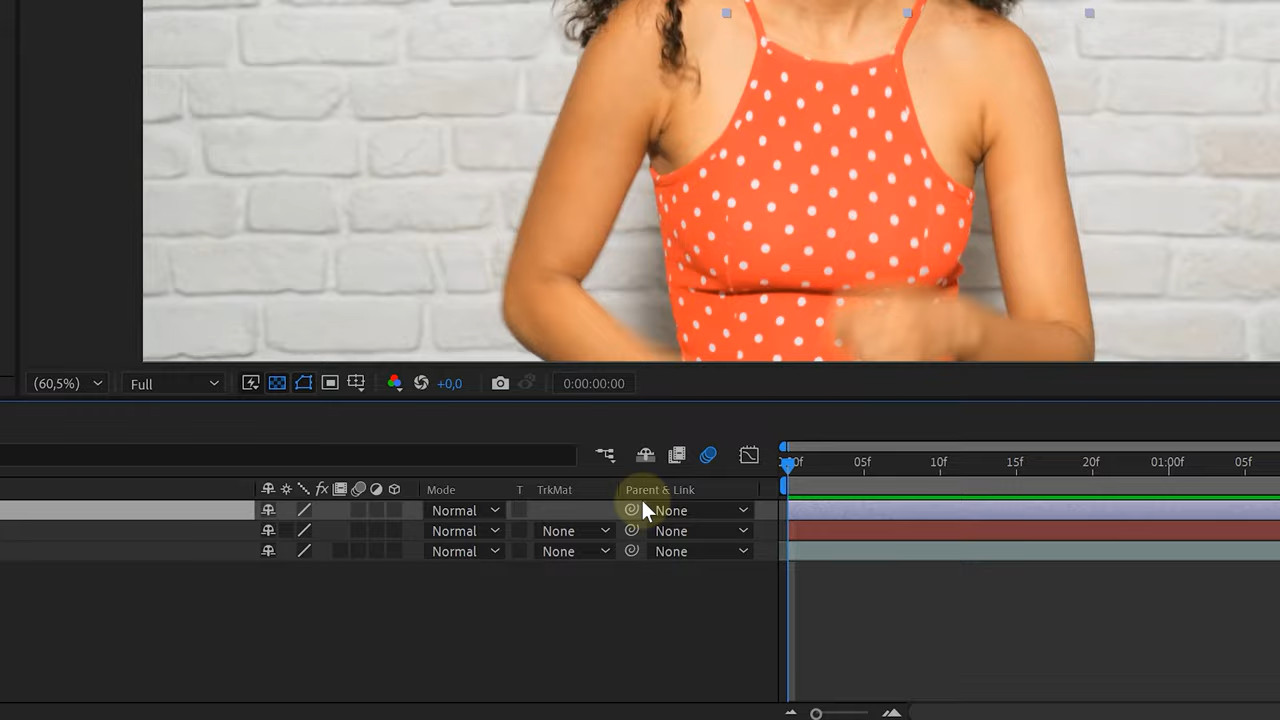 (60,5%) Full +0,0 0:00:00:00
05f 10f 15f 20f 01:00f 05f
fx Mode T TrkMat Parent & Link
Normal None
Normal None None
Normal None None